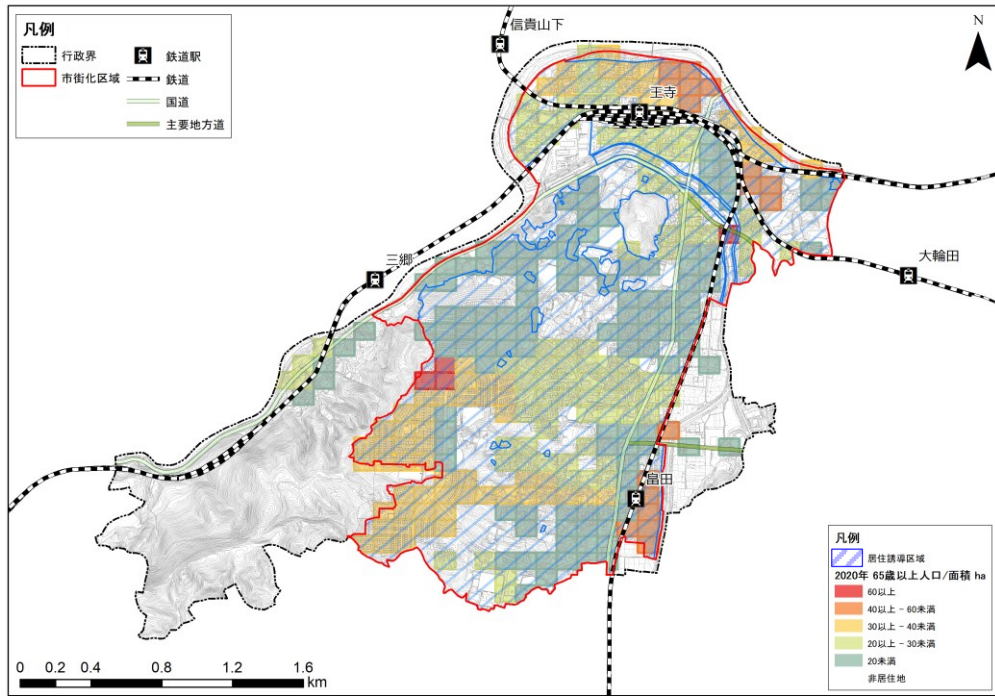 凡例
行政界
鉄道駅
市街化区域
鉄道
国道
主要地方道
信貴山下
N
王寺
三郷
大輪田
畠田
0 0.2 0.4 0.8 1.2 1.6
km
凡例
居住誘導区域
2020年 65歳以上人口/面積 ha
60以上
40以上 - 60未満
30以上 - 40未満
20以上 - 30未満
20未満
非居住地